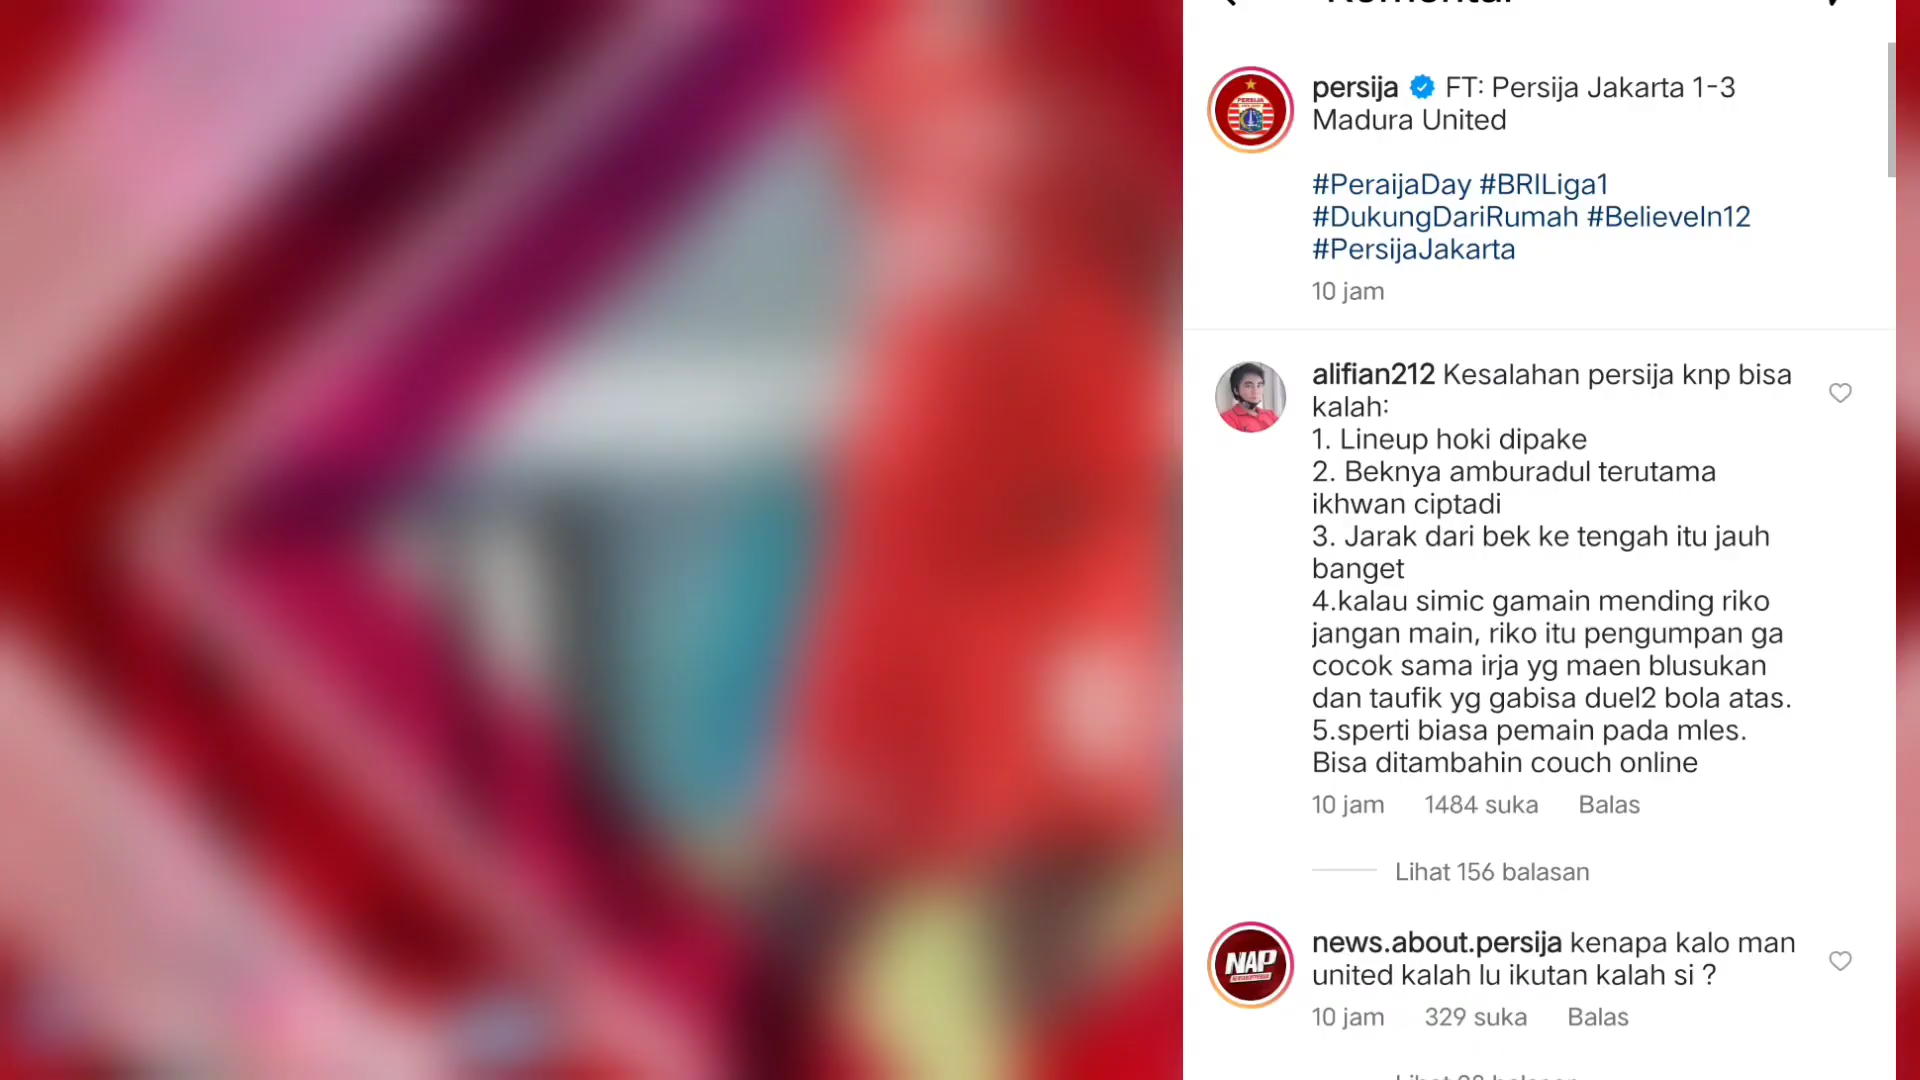 Komentar
persija FT: Persija Jakarta 1-3
Madura United
#PeraijaDay #BRILiga1
#DukungDariRumah #BelieveIn12
#PersijaJakarta
10 jam
alifian212 Kesalahan persija knp bisa
kalah:
1. Lineup hoki dipake
2. Beknya amburadul terutama
ikhwan ciptadi
3. Jarak dari bek ke tengah itu jauh
banget
4.kalau simic gamain mending riko
jangan main, riko itu pengumpan ga
cocok sama irja yg maen blusukan
dan taufik yg gabisa duel2 bola atas.
5.sperti biasa pemain pada mles.
Bisa ditambahin couch online
10 jam 1484 suka Balas
Lihat 156 balasan
NAP
news.about.persija kenapa kalo man
united kalah lu ikutan kalah si ?
10 jam 329 suka Balas